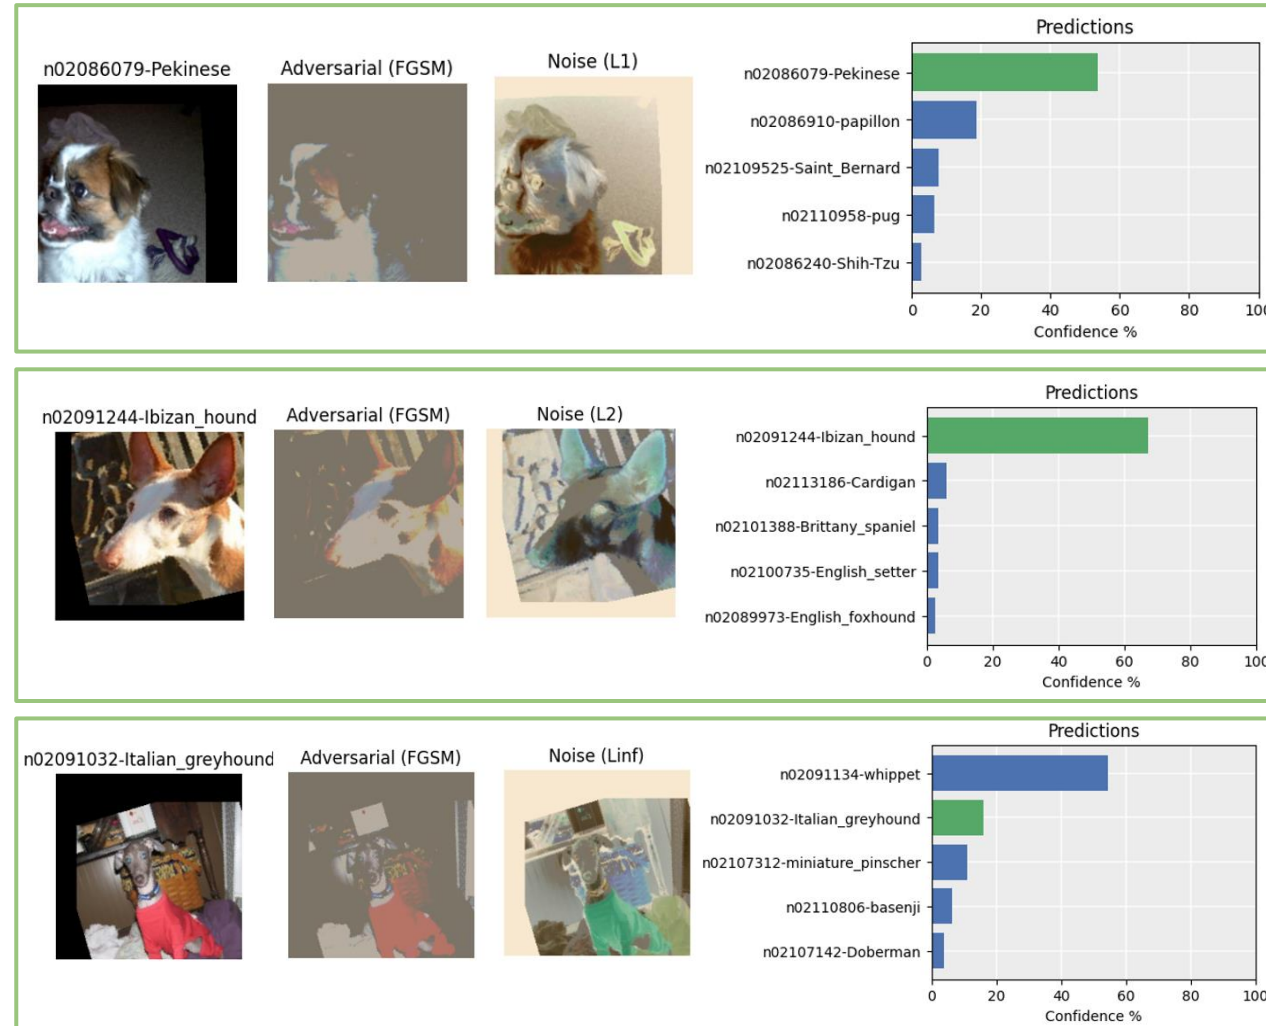 n02086079-Pekinese
Adversarial (FGSM)
Noise (L1)
Predictions
n02086079-Pekinese
n02086910-papillon
n02109525-Saint_Bernard
n02110958-pug
n02086240-Shih-Tzu
0 20 40 60 80 100
Confidence %
n02091244-Ibizan_hound
Adversarial (FGSM)
Noise (L2)
Predictions
n02091244-Ibizan_hound
n02113186-Cardigan
n02101388-Brittany_spaniel
n02100735-English_setter
n02089973-English_foxhound
0 20 40 60 80 100
Confidence %
n02091032-Italian_greyhound
Adversarial (FGSM)
Noise (Linf)
Predictions
n02091134-whippet
n02091032-Italian_greyhound
n02107312-miniature_pinscher
n02110806-basenji
n02107142-Doberman
0 20 40 60 80 100
Confidence %